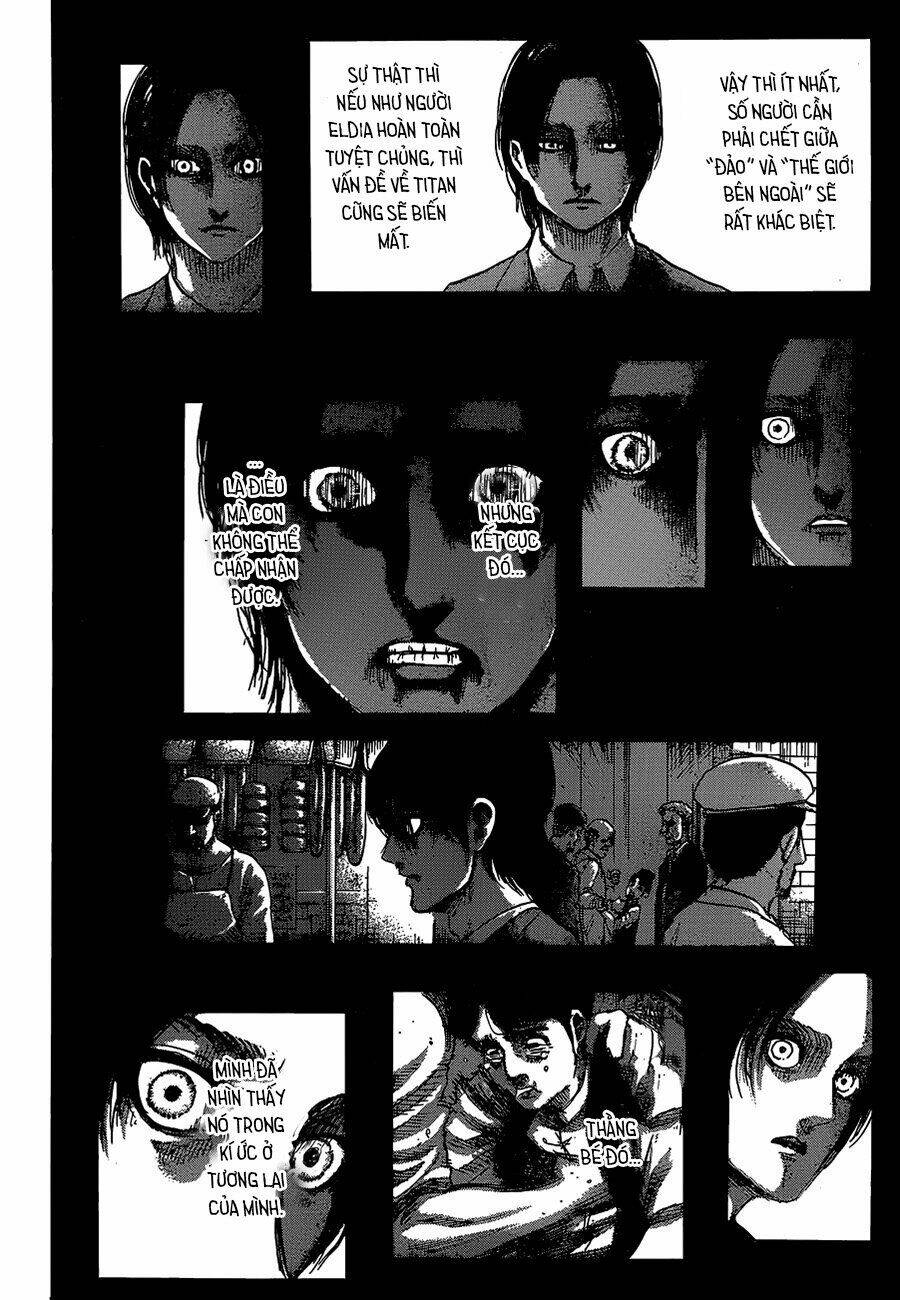 VẬY THÌ ÍT NHẤT,
SỐ NGƯỜI CẦN
PHẢI CHẾT GIỮA
“ĐẢO” VÀ “THẾ GIỚI
BÊN NGOÀI” SẼ
RẤT KHÁC BIỆT.
SỰ THẬT THÌ
NẾU NHƯ NGƯỜI
ELDIA HOÀN TOÀN
TUYỆT CHỦNG, THÌ
VẤN ĐỀ VỀ TITAN
CŨNG SẼ BIẾN
MẤT.
NHƯNG
KẾT CỤC
ĐÓ...
...
LÀ ĐIỀU
MÀ CON
KHÔNG THỂ
CHẤP NHẬN
ĐƯỢC.
THẰNG
BÉ ĐÓ...
MÌNH ĐÃ
NHÌN THẤY
NÓ TRONG
KÍ ỨC Ở
TƯƠNG LAI
CỦA MÌNH.